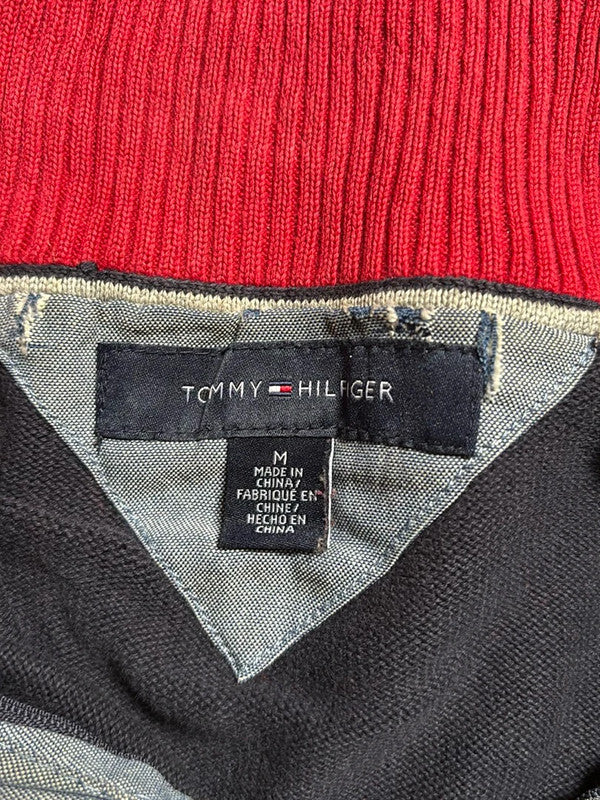 TOMMY HILFIGER
M
MADE IN
CHINA/
FABRIQUÉ EN
CHINE/
HECHO EN
CHINA